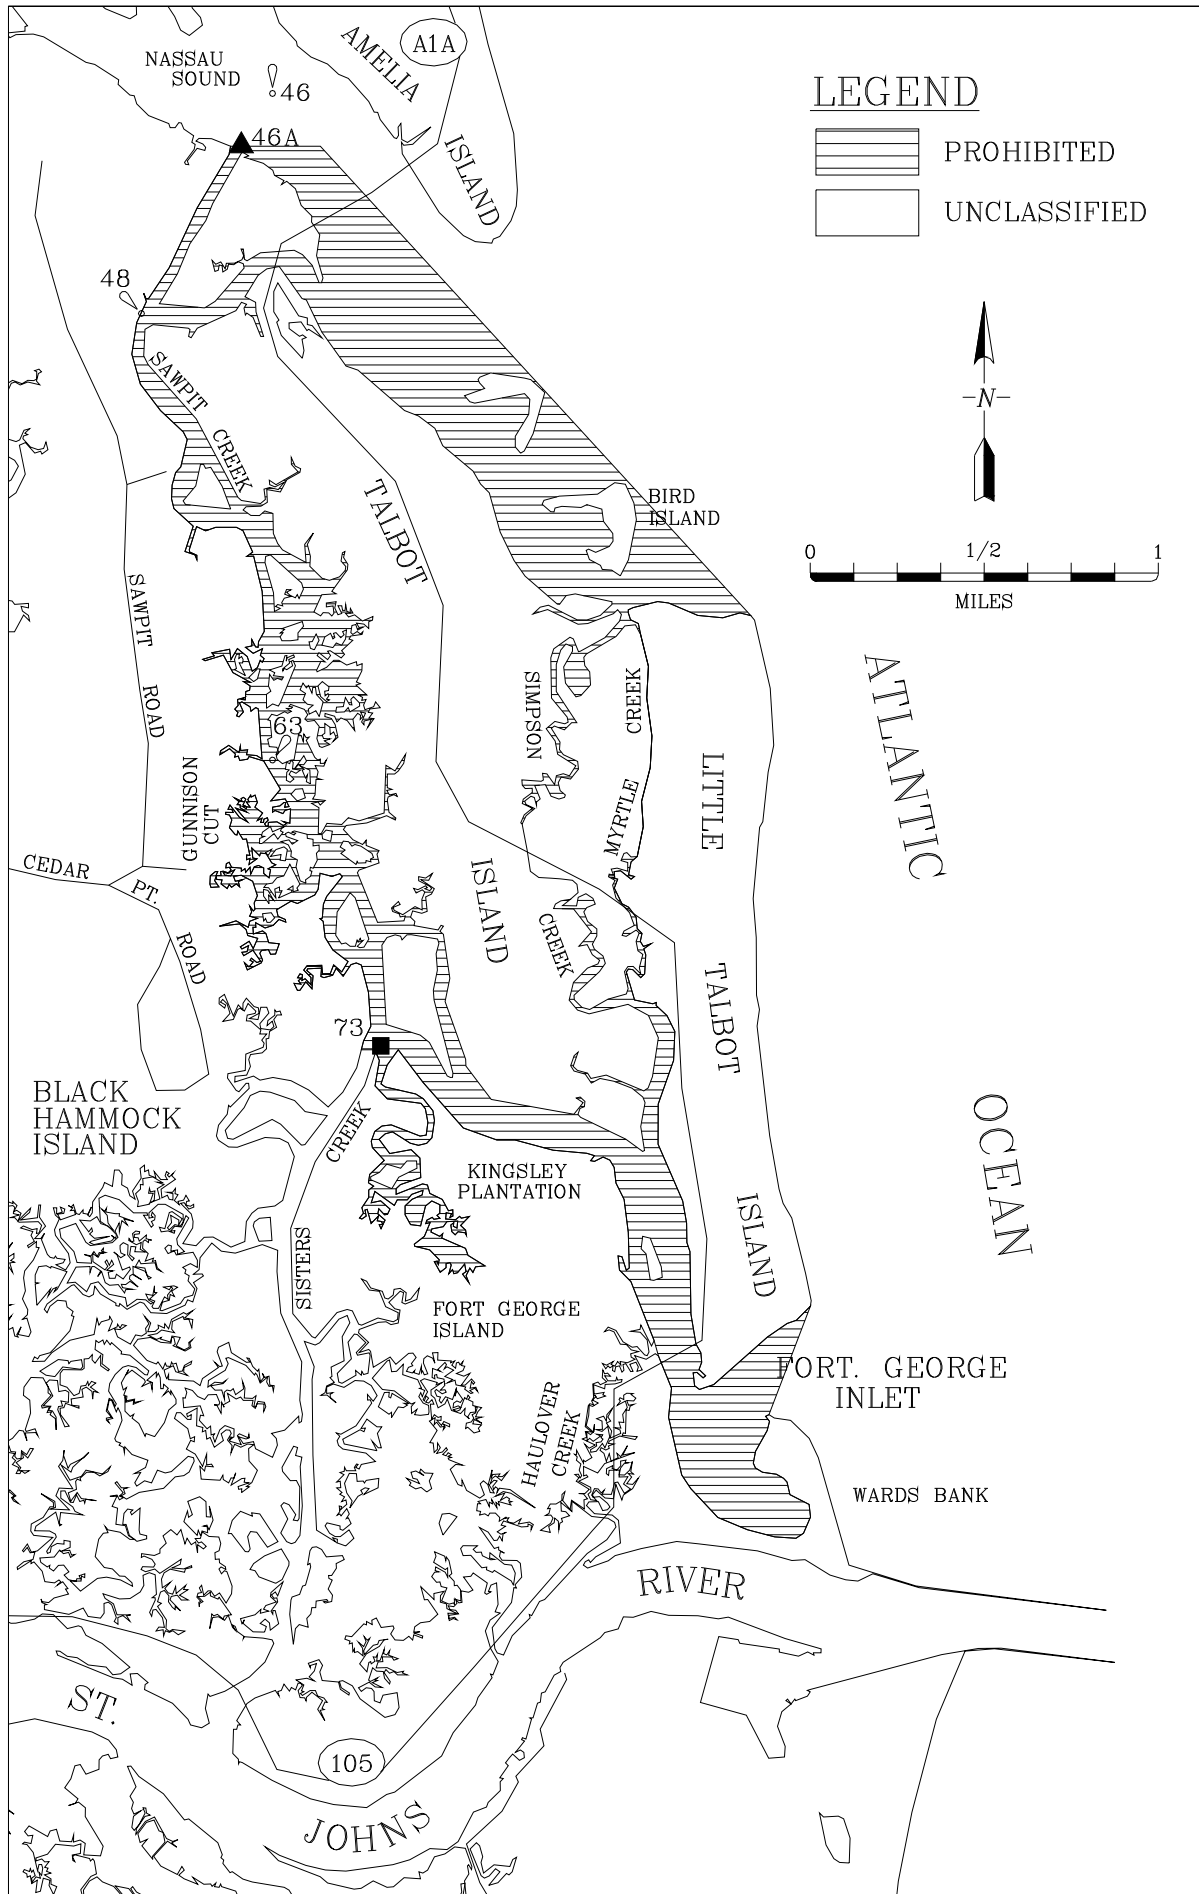 NASSAU
SOUND
46
AMELIA
A1A
ISLAND
46A
LEGEND
PROHIBITED
UNCLASSIFIED
48
-N-
SAWPIT
CREEK
TALBOT
BIRD
ISLAND
0
1/2
1
MILES
SAWPIT
ROAD
SIMPSON
CREEK
MYRTLE
LITTLE
ATLANTIC
63
GUNNISON
CUT
CEDAR
PT.
ROAD
ISLAND
CREEK
TALBOT
73
BLACK
HAMMOCK
ISLAND
CREEK
OCEAN
KINGSLEY
PLANTATION
SISTERS
ISLAND
FORT GEORGE
ISLAND
FORT. GEORGE
INLET
HAULOVER
CREEK
WARDS BANK
RIVER
ST.
105
JOHNS